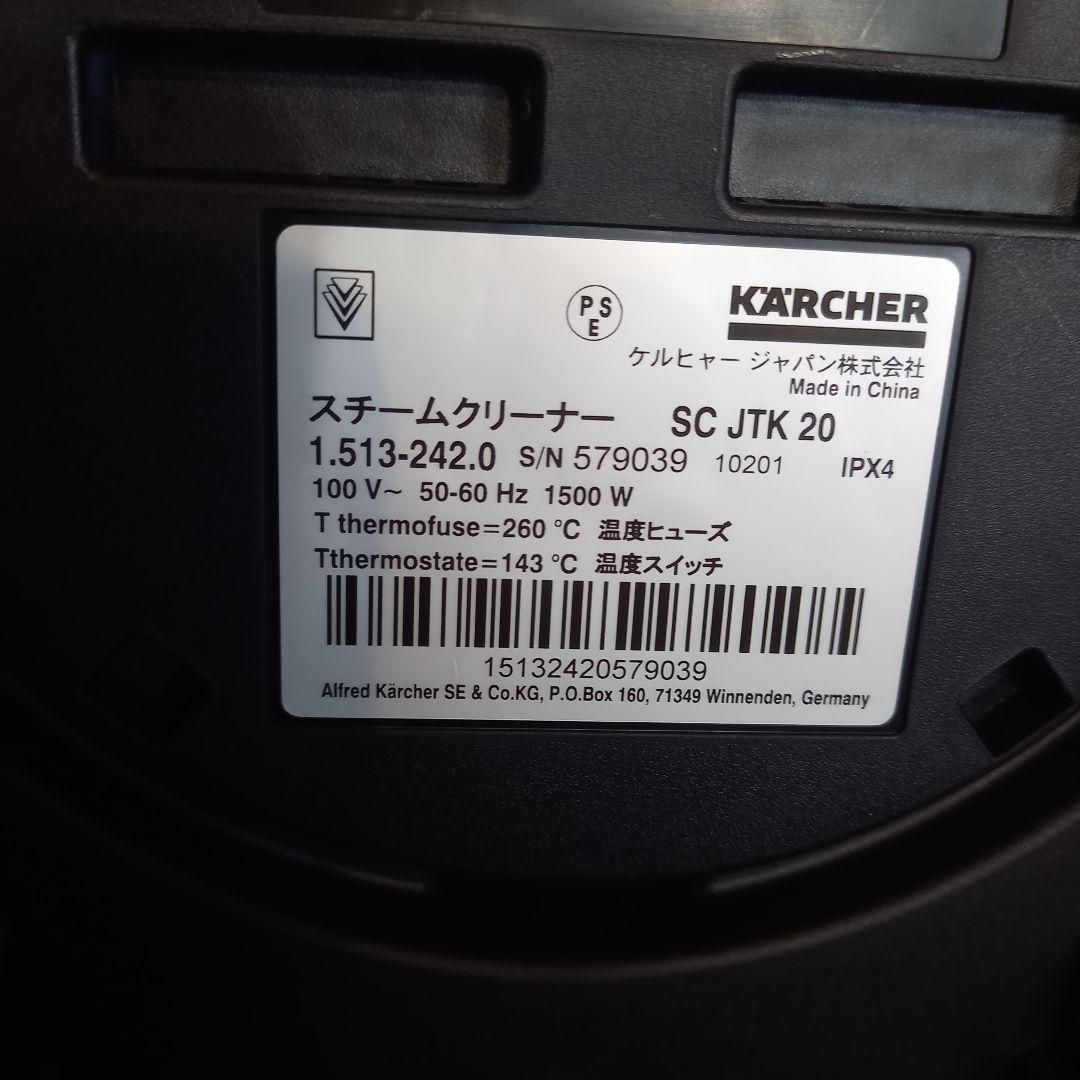 PS
E
KÄRCHER
ケルヒャー ジャパン株式会社
Made in China
スチームクリーナー SC JTK 20
1.513-242.0 S/N 579039 10201 IPX4
100 V~ 50-60 Hz 1500 W
T thermofuse=260 °C 温度ヒューズ
Tthermostate=143 °C 温度スイッチ
15132420579039
Alfred Kärcher SE & Co.KG, P.O.Box 160, 71349 Winnenden, Germany